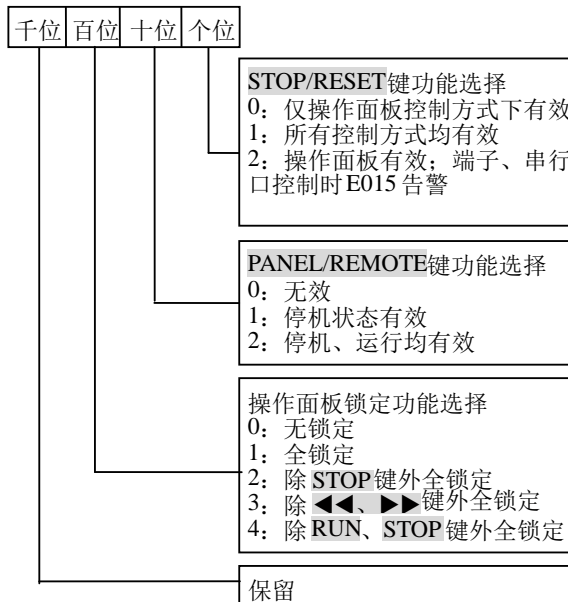 千位 百位 十位 个位
STOP/RESET键功能选择
0：仅操作面板控制方式下有效
1：所有控制方式均有效
2：操作面板有效；端子、串行
口控制时E015 告警
PANEL/REMOTE键功能选择
0：无效
1：停机状态有效
2：停机、运行均有效
操作面板锁定功能选择
0：无锁定
1：全锁定
2：除 STOP 键外全锁定
3：除 ◀◀、▶▶ 键外全锁定
4：除 RUN、STOP 键外全锁定
保留